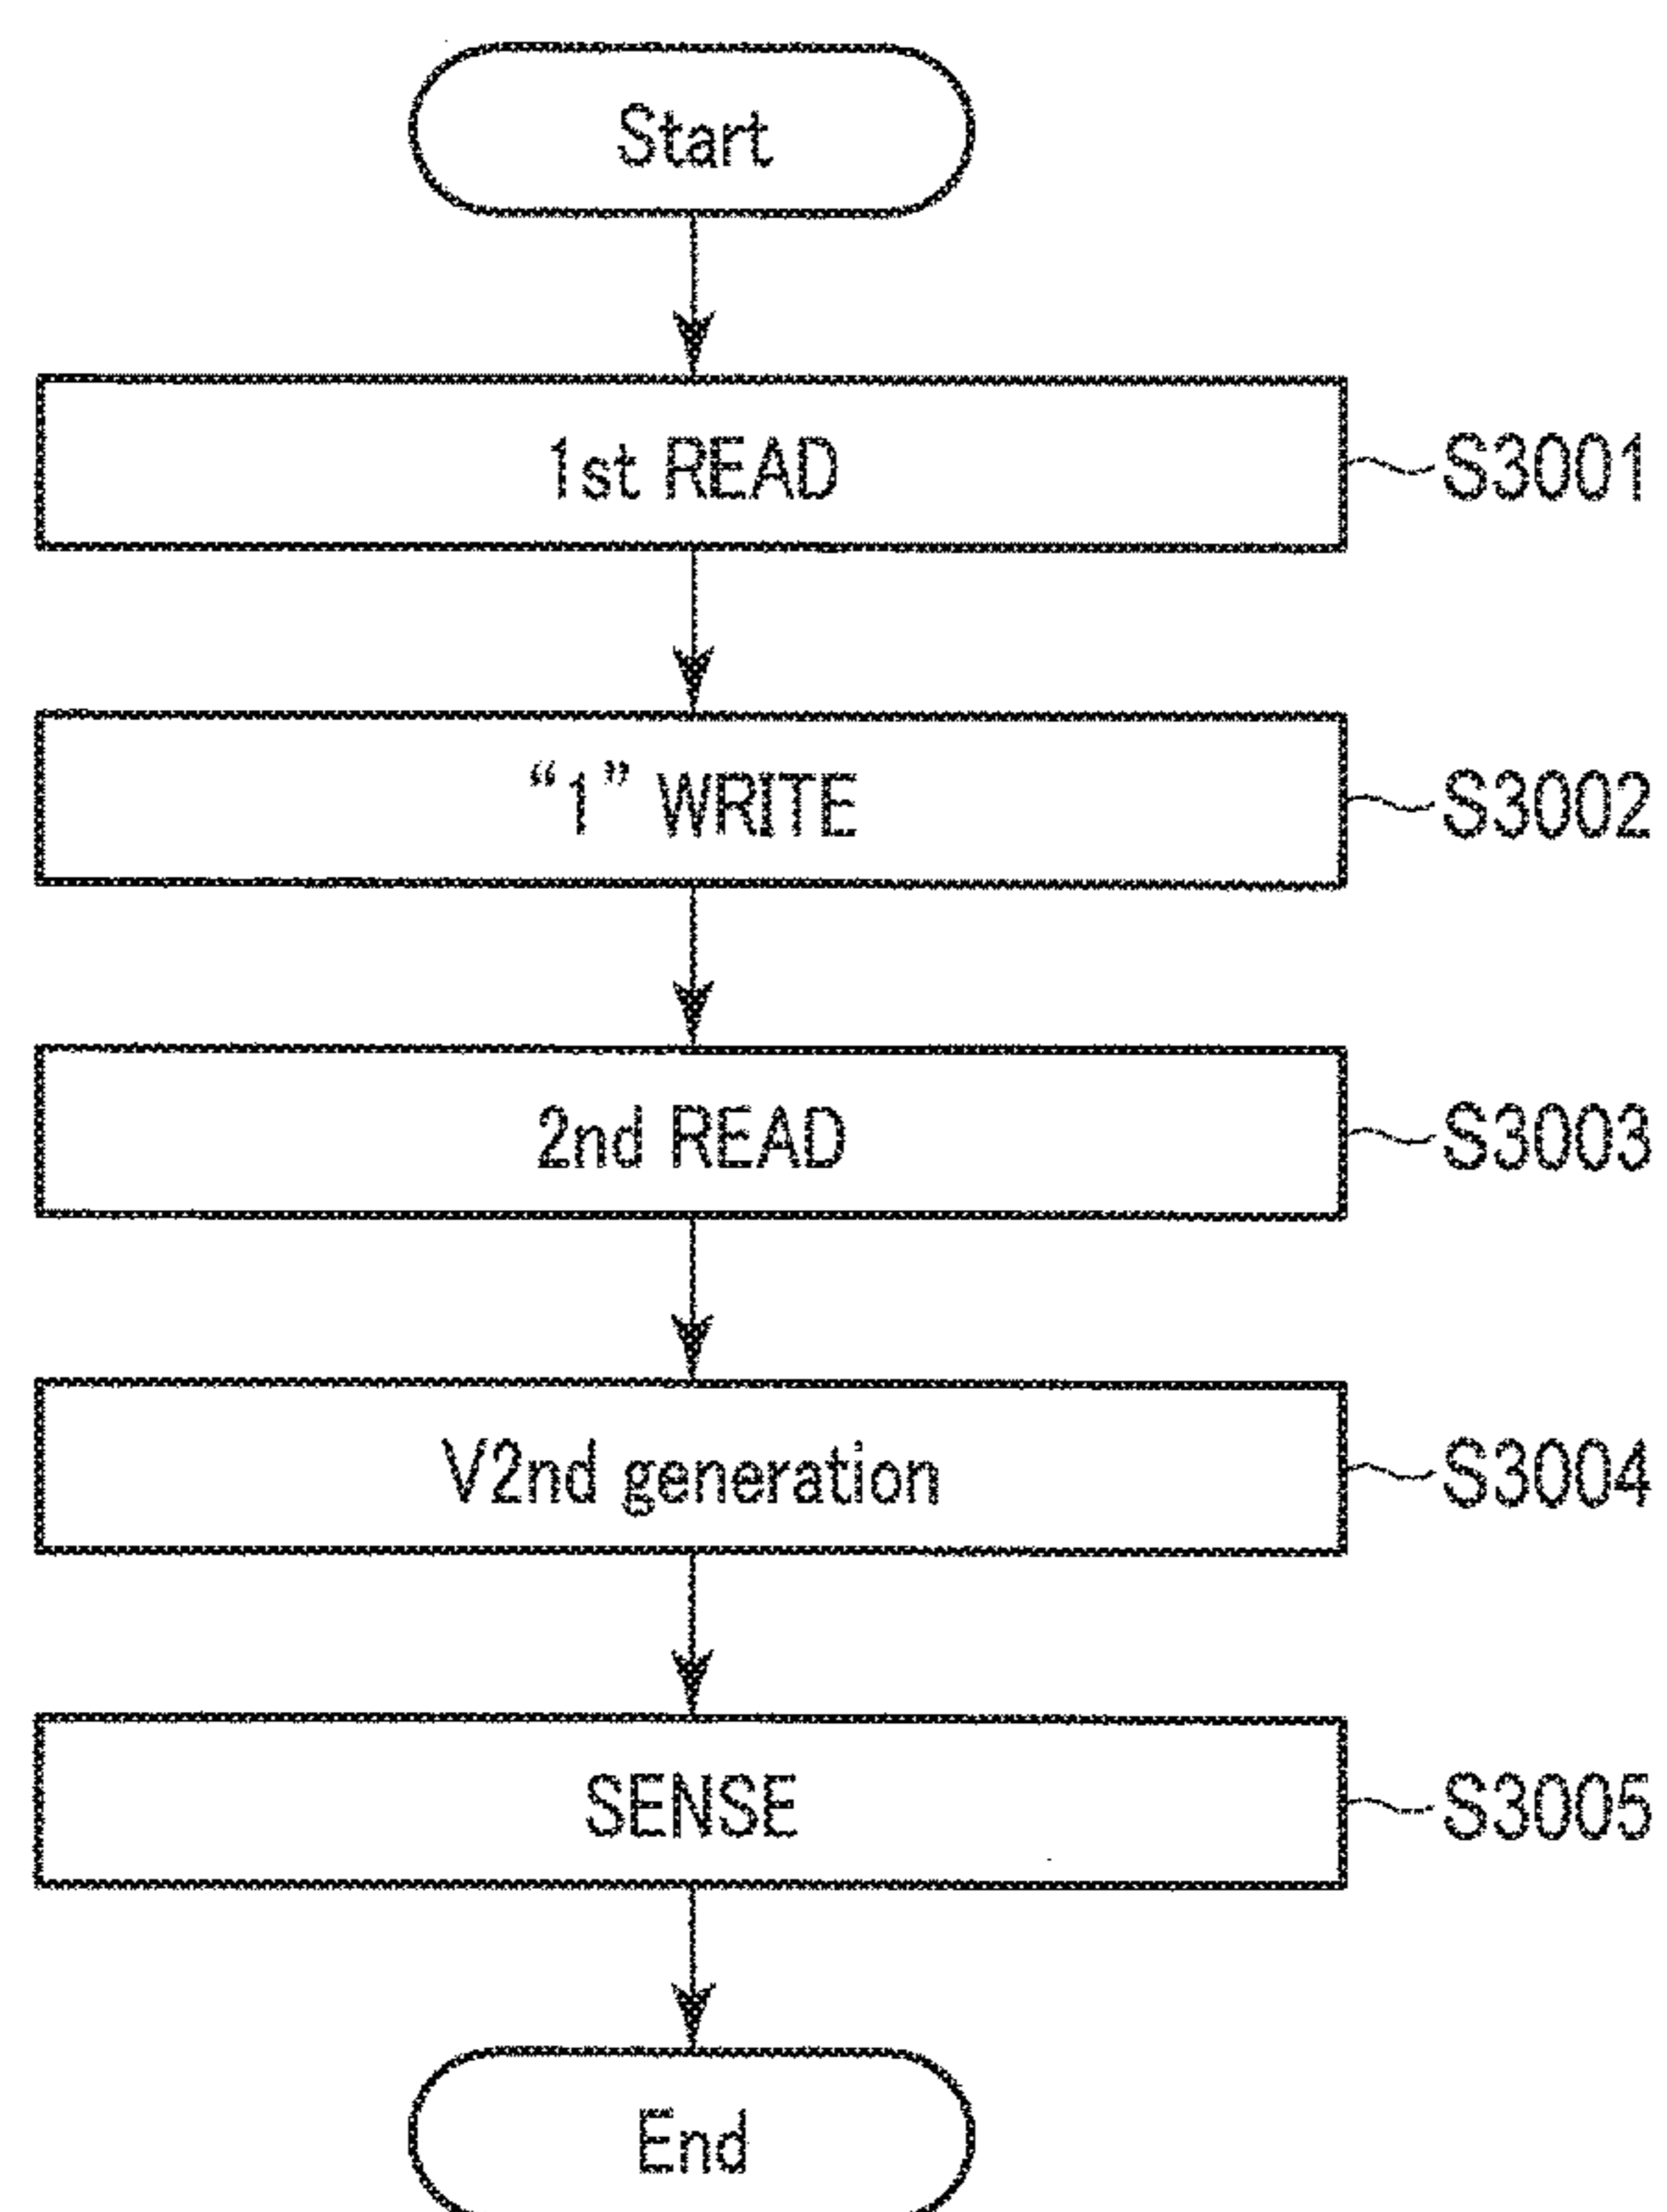 Start
1st READ S3001
“1” WRITE S3002
2nd READ S3003
V2nd generation S3004
SENSE S3005
End